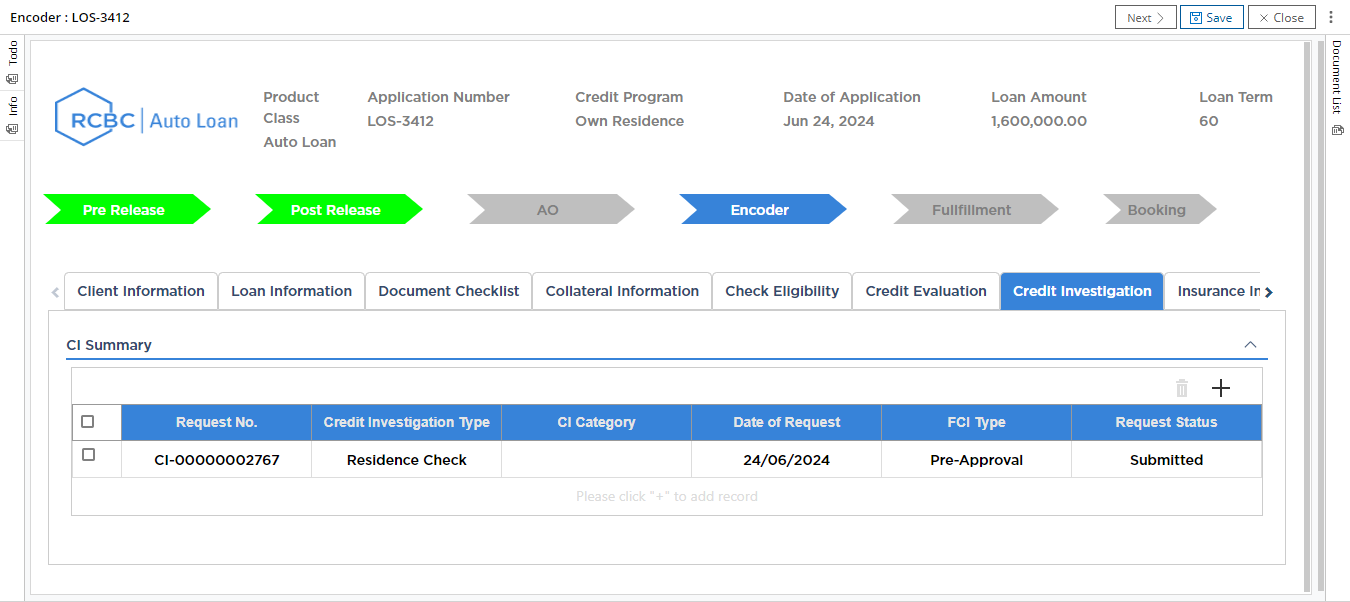 Encoder : LOS-3412
Next
Save
Close
Todo
Info
Document List
RCBC Auto Loan
Product Class
Auto Loan
Application Number
LOS-3412
Credit Program
Own Residence
Date of Application
Jun 24, 2024
Loan Amount
1,600,000.00
Loan Term
60
Pre Release
Post Release
AO
Encoder
Fullfillment
Booking
Client Information
Loan Information
Document Checklist
Collateral Information
Check Eligibility
Credit Evaluation
Credit Investigation
Insurance In
CI Summary
Request No. Credit Investigation Type CI Category Date of Request FCI Type Request Status
CI-00000002767 Residence Check 24/06/2024 Pre-Approval Submitted
Please click "+" to add record